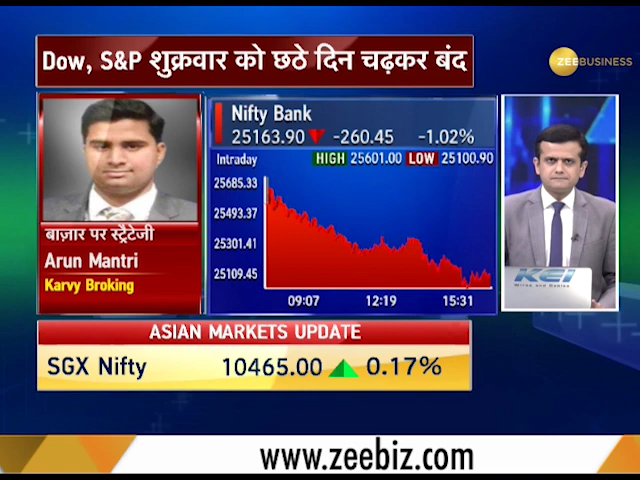 Dow, S&P शुक्रवार को छठे दिन चढ़कर बंद
ZEEBUSINESS
Nifty Bank
25163.90 ▼ -260.45 -1.02%
Intraday HIGH 25601.00 LOW 25100.90
25685.33
25493.37
25301.41
25109.45
09:07 12:19 15:31
बाज़ार पर स्ट्रैटेजी
Arun Mantri
Karvy Broking
KEI
Wires and Cables
ASIAN MARKETS UPDATE
SGX Nifty 10465.00 ▲ 0.17%
www.zeebiz.com